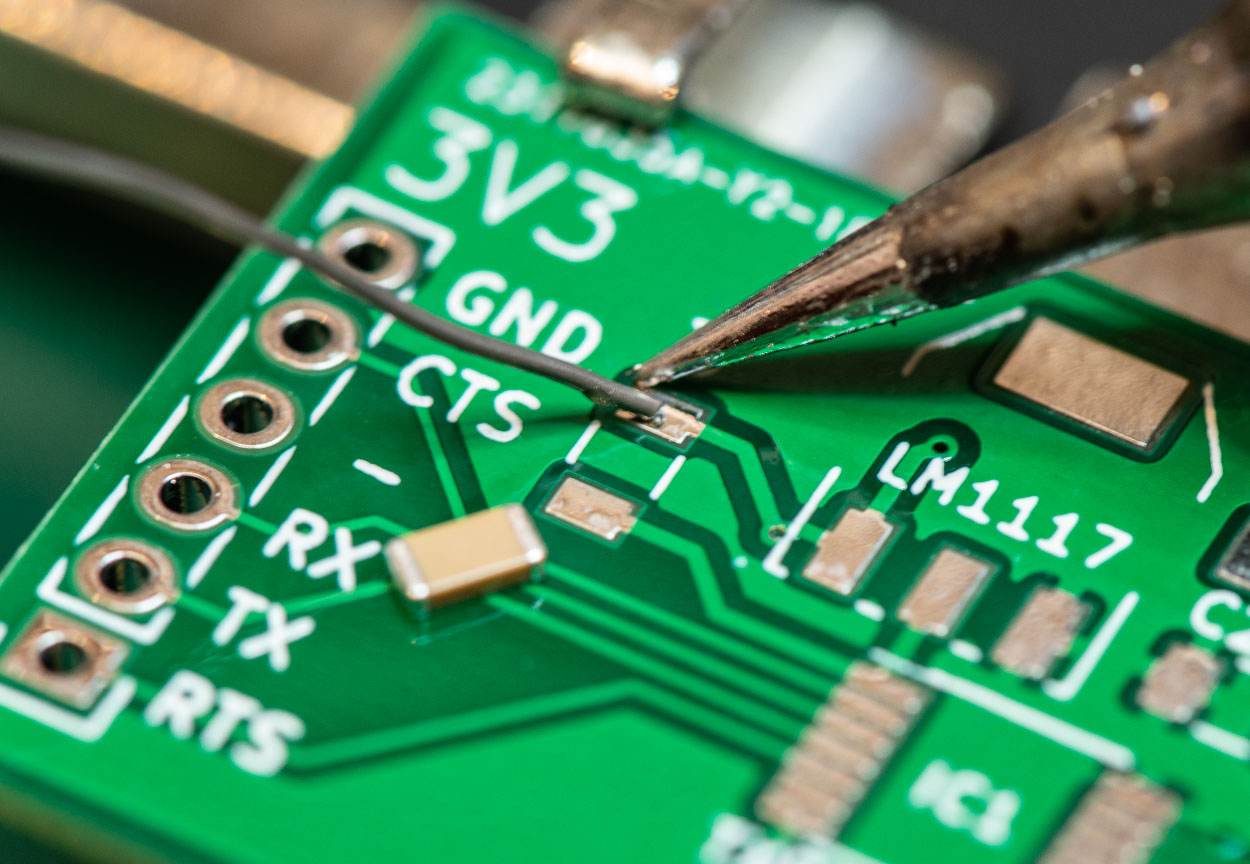 3V3
GND
CTS
RX
TX
RTS
LM1117
IC1